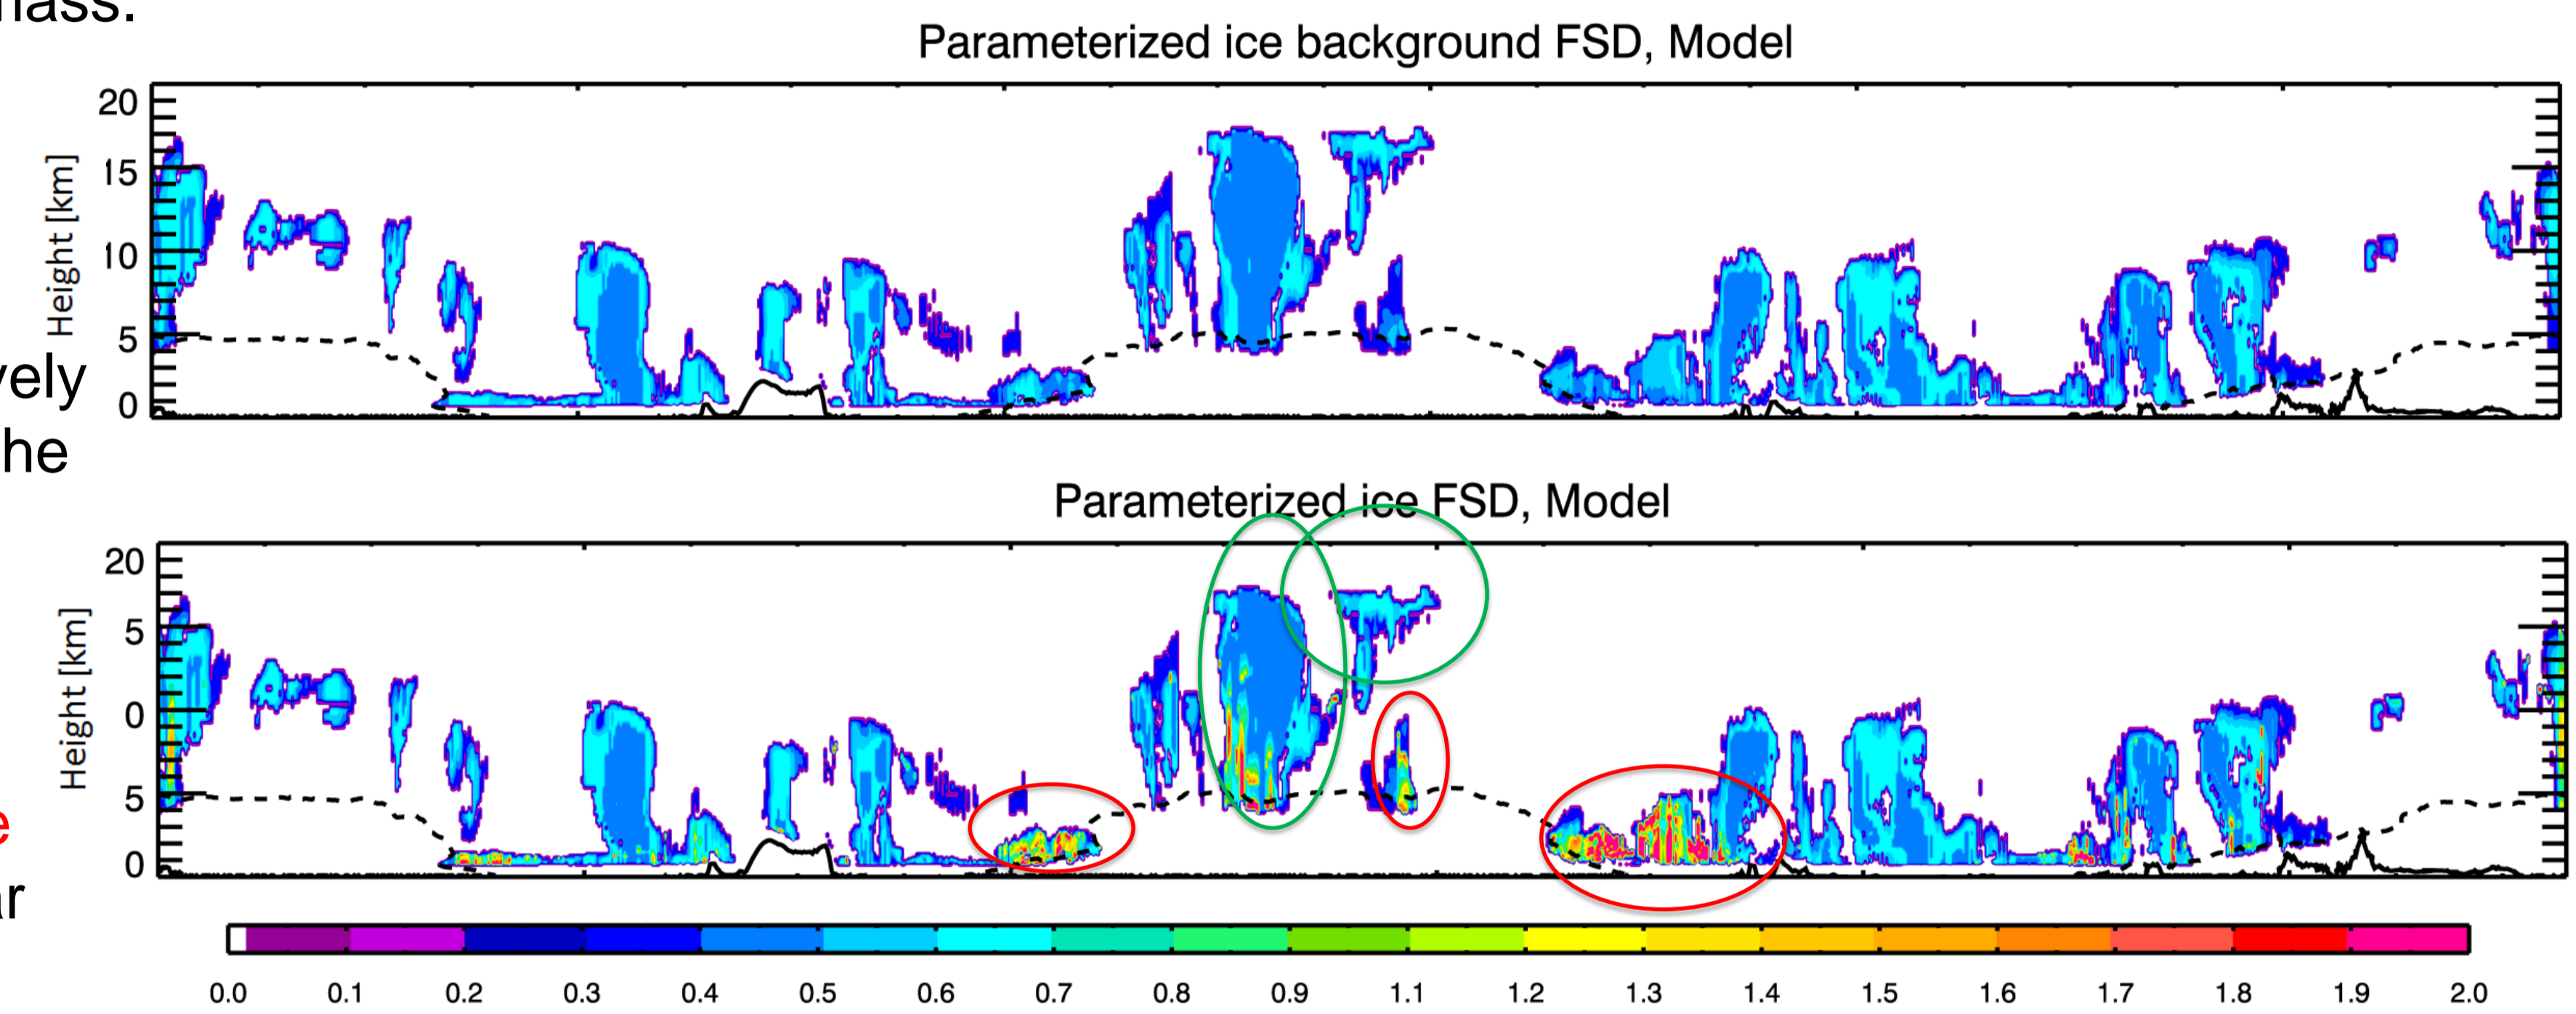 mass.
Parameterized ice background FSD, Model
20
15
10
5
0
Height [km]
vely
he
Parameterized ice FSD, Model
20
5
0
5
0
Height [km]
e
ar
0.0 0.1 0.2 0.3 0.4 0.5 0.6 0.7 0.8 0.9 1.1 1.2 1.3 1.4 1.5 1.6 1.7 1.8 1.9 2.0